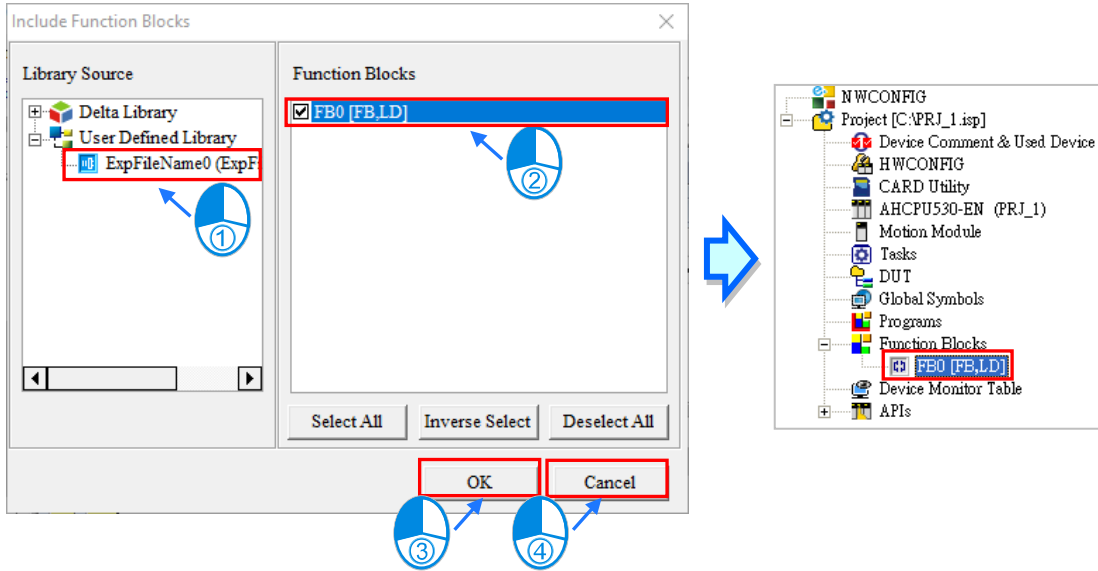 Include Function Blocks
Library Source
Delta Library
User Defined Library
ExpFileName0 (ExpF
①
Function Blocks
FB0 [FB,LD]
②
Select All
Inverse Select
Deselect All
OK
Cancel
③
④
NWCONFIG
Project [C:\PRJ_1.isp]
Device Comment & Used Device
HWCONFIG
CARD Utility
AHCPU530-EN (PRJ_1)
Motion Module
Tasks
DUT
Global Symbols
Programs
Function Blocks
FB0 [FB,LD]
Device Monitor Table
APIs